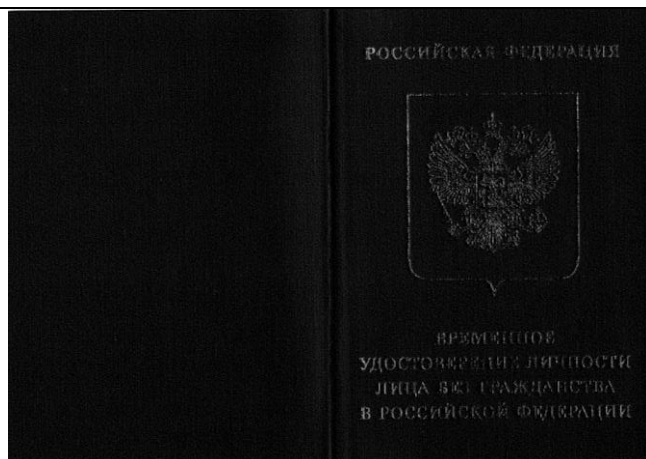 РОССИЙСКАЯ ФЕДЕРАЦИЯ
ВРЕМЕННОЕ
УДОСТОВЕРЕНИЕ ЛИЧНОСТИ
ЛИЦА БЕЗ ГРАЖДАНСТВА
В РОССИЙСКОЙ ФЕДЕРАЦИИ